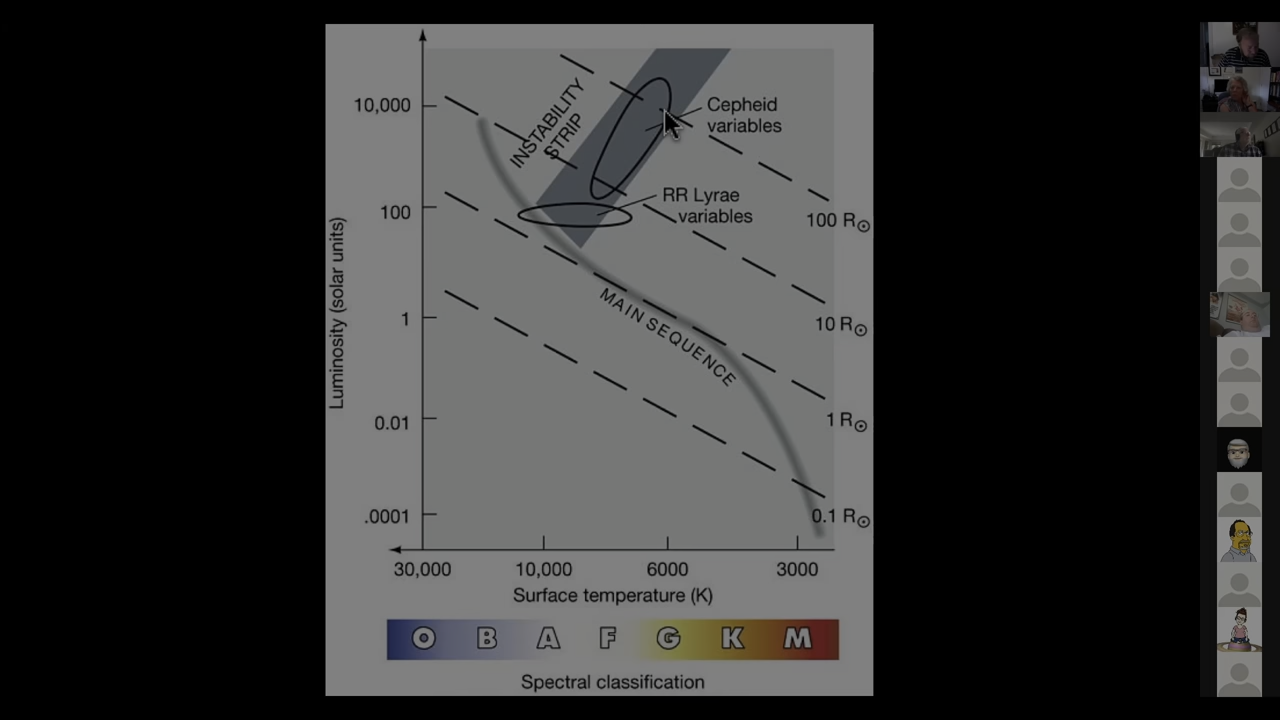 10,000
100
1
0.01
.0001
Luminosity (solar units)
INSTABILITY
STRIP
Cepheid
variables
RR Lyrae
variables
MAIN SEQUENCE
100 R☉
10 R☉
1 R☉
0.1 R☉
30,000 10,000 6000 3000
Surface temperature (K)
O B A F G K M
Spectral classification